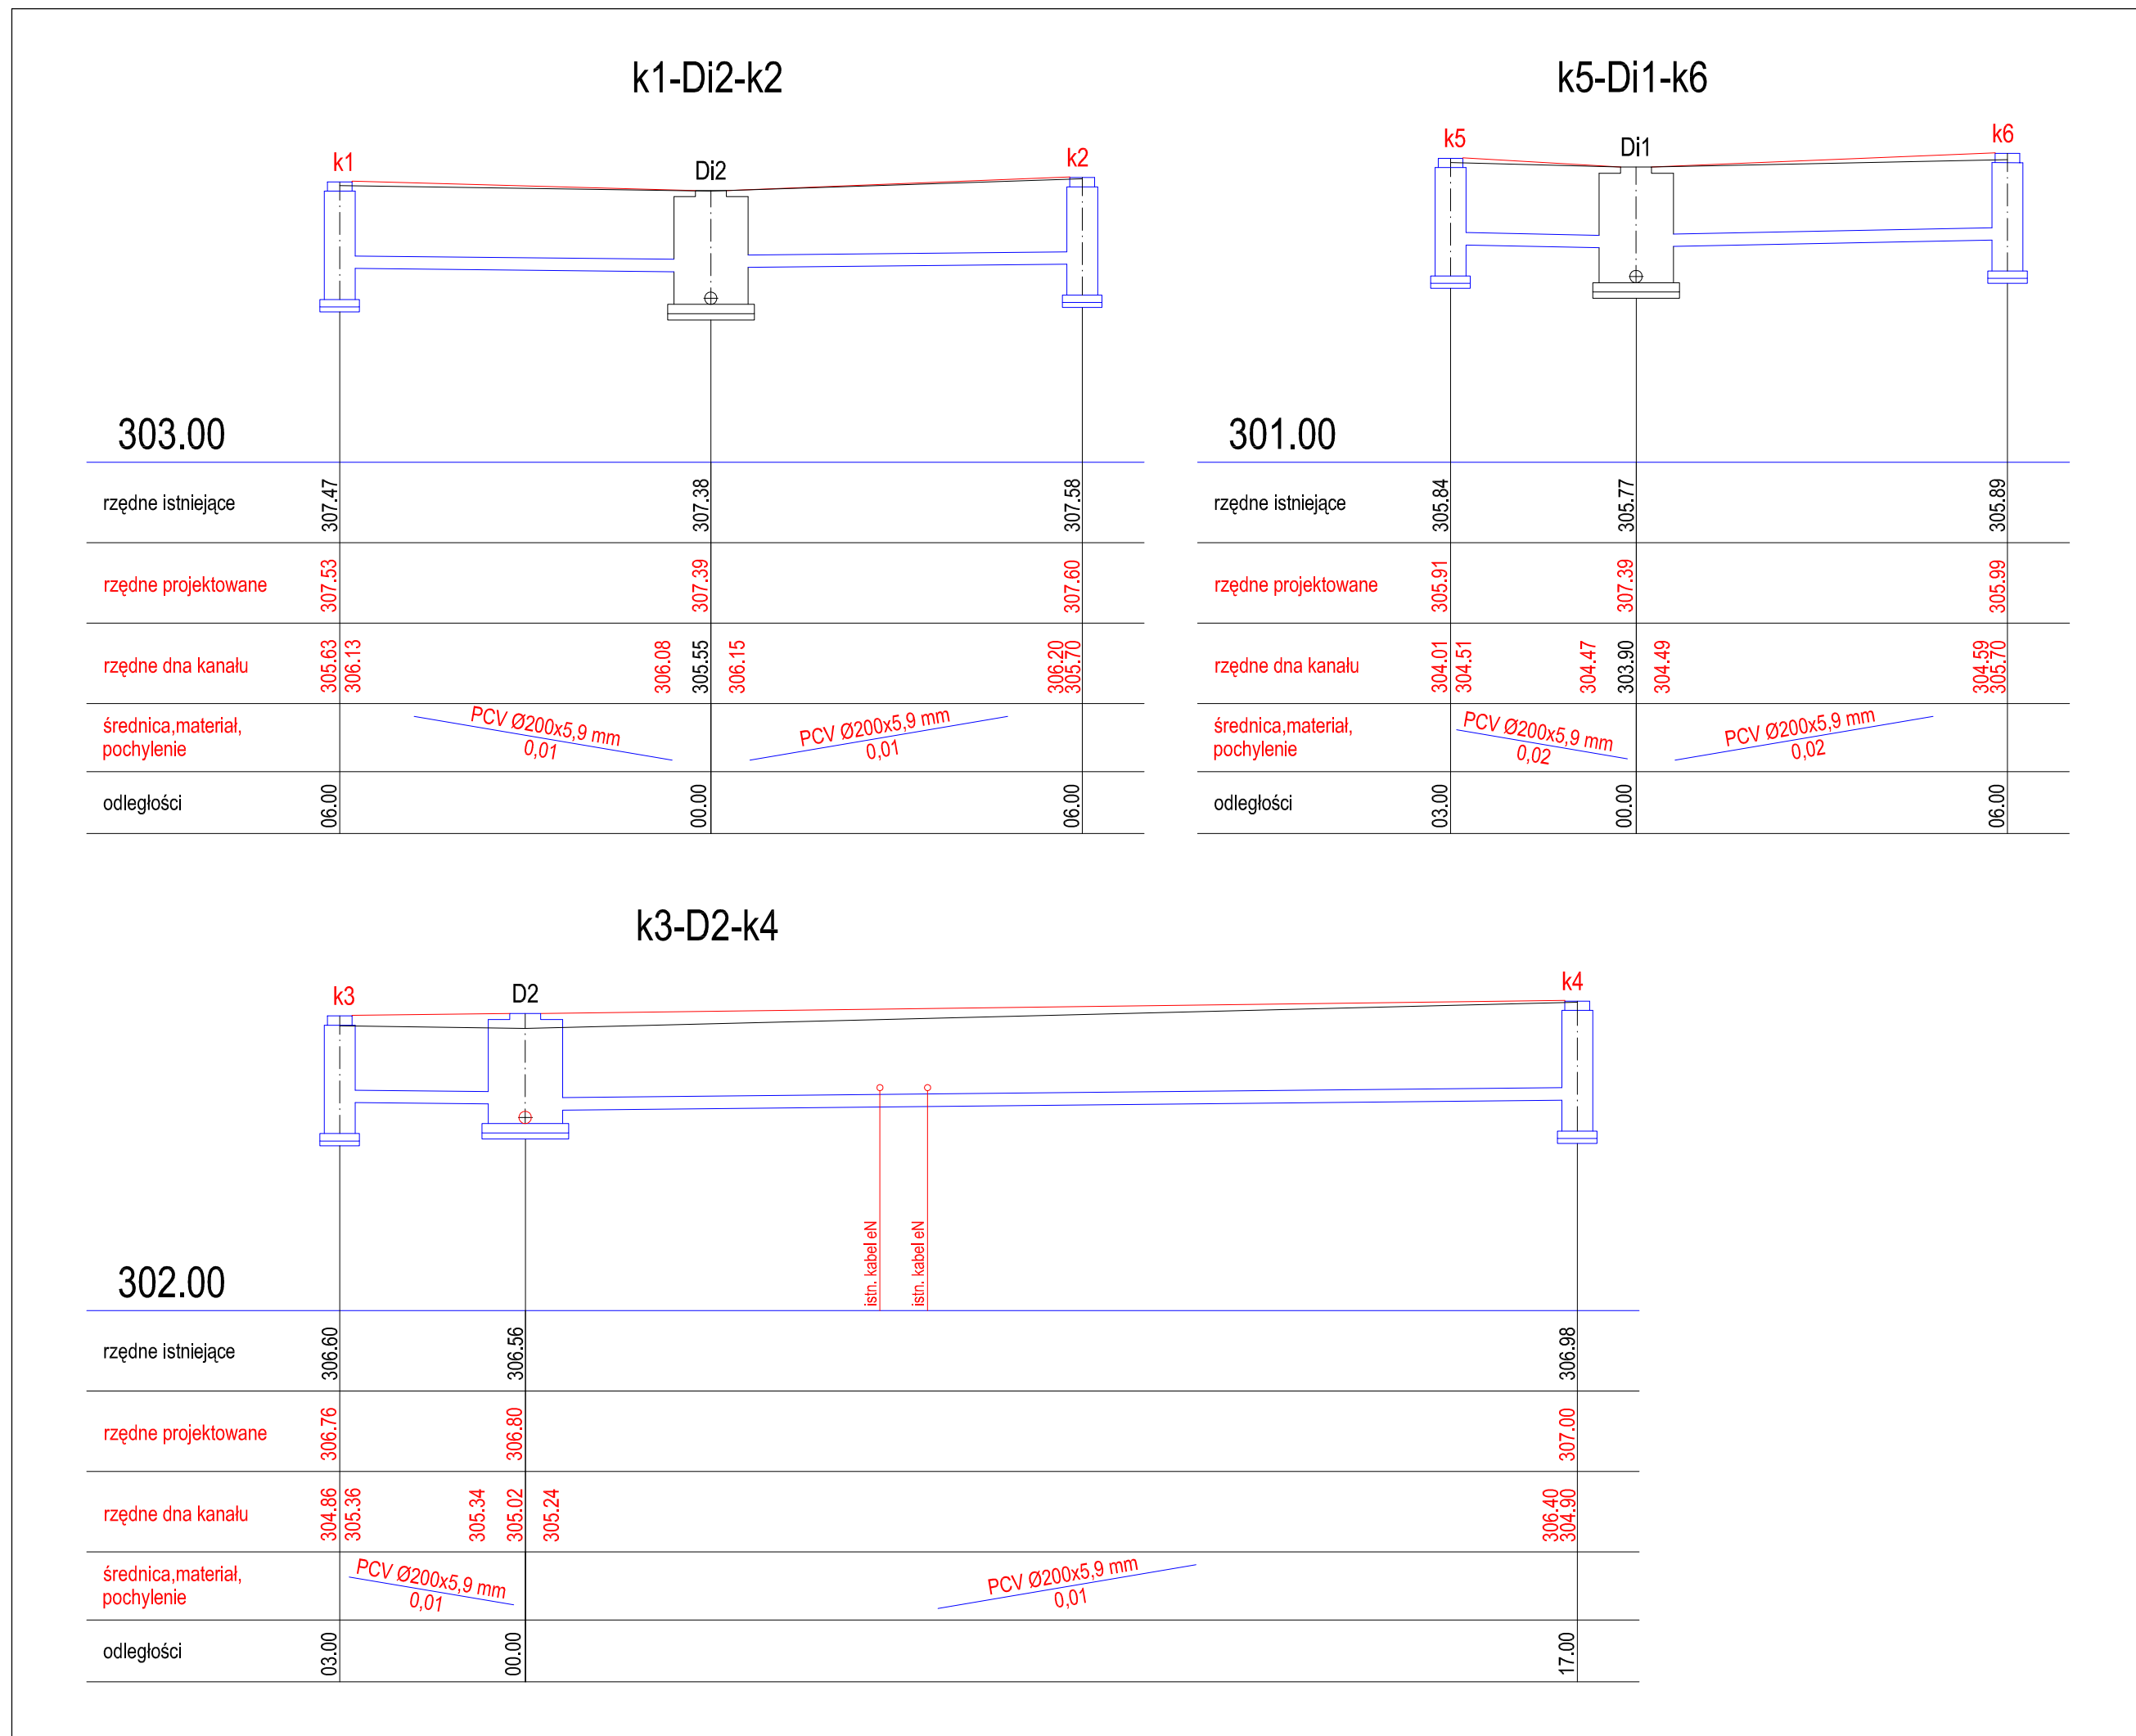 k1-Di2-k2
k1
Di2
k2
303.00
rzędne istniejące
307.47
307.38
307.58
rzędne projektowane
307.53
307.39
307.60
rzędne dna kanału
305.63
306.13
306.08
305.55
306.15
306.20
305.70
średnica,materiał,
pochylenie
PCV Ø200x5,9 mm
0,01
PCV Ø200x5,9 mm
0,01
odległości
06.00
00.00
06.00
k5-Di1-k6
k5
Di1
k6
301.00
rzędne istniejące
305.84
305.77
305.89
rzędne projektowane
305.91
307.39
305.99
rzędne dna kanału
304.01
304.51
304.47
303.90
304.49
304.59
305.70
średnica,materiał,
pochylenie
PCV Ø200x5,9 mm
0,02
PCV Ø200x5,9 mm
0,02
odległości
03.00
00.00
06.00
k3-D2-k4
k3
D2
k4
istn. kabel eN
istn. kabel eN
302.00
rzędne istniejące
306.60
306.56
306.98
rzędne projektowane
306.76
306.80
307.00
rzędne dna kanału
304.86
305.36
305.34
305.02
305.24
306.40
304.90
średnica,materiał,
pochylenie
PCV Ø200x5,9 mm
0,01
PCV Ø200x5,9 mm
0,01
odległości
03.00
00.00
17.00